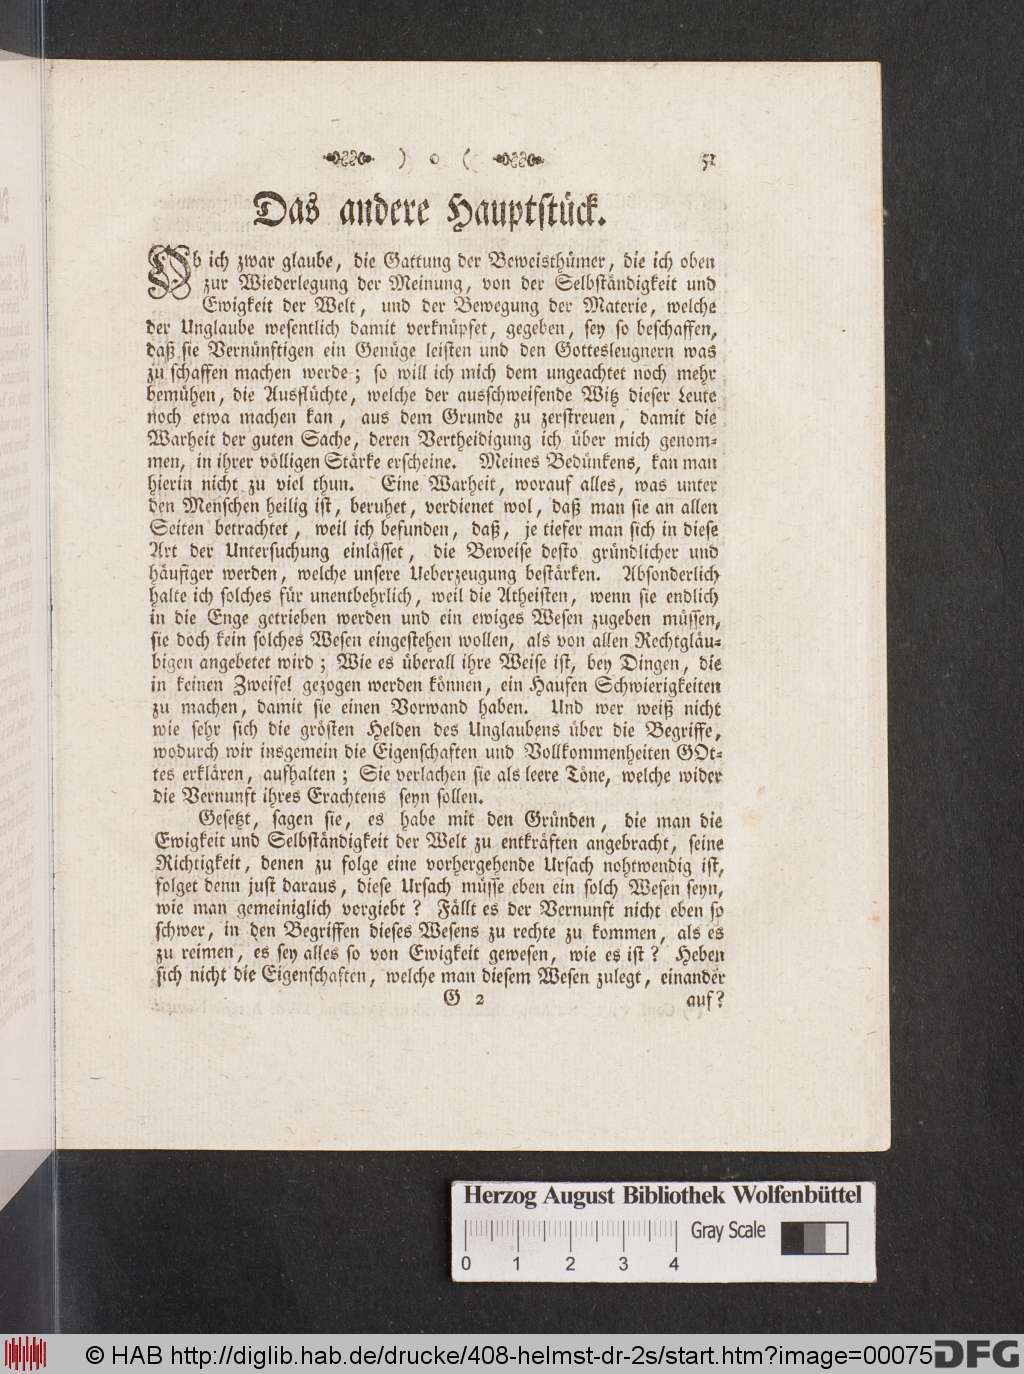 ) o ( 51
Das andere Hauptstück.
Ob ich zwar glaube, die Gattung der Beweisthümer, die ich oben
zur Wiederlegung der Meinung, von der Selbständigkeit und
Ewigkeit der Welt, und der Bewegung der Materie, welche
der Unglaube wesentlich damit verknüpfet, gegeben, sey so beschaffen,
daß sie Vernünftigen ein Genüge leisten und den Gottesleugnern was
zu schaffen machen werde; so will ich mich dem ungeachtet noch mehr
bemühen, die Ausflüchte, welche der ausschweifende Witz dieser Leute
noch etwa machen kan, aus dem Grunde zu zerstreuen, damit die
Warheit der guten Sache, deren Vertheidigung ich über mich genom-
men, in ihrer völligen Stärke erscheine. Meines Bedünkens, kan man
hierin nicht zu viel thun. Eine Warheit, worauf alles, was unter
den Menschen heilig ist, beruhet, verdienet wol, daß man sie an allen
Seiten betrachtet, weil ich befunden, daß, je tiefer man sich in diese
Art der Untersuchung einlässet, die Beweise desto gründlicher und
häufiger werden, welche unsere Ueberzeugung bestärken. Absonderlich
halte ich solches für unentbehrlich, weil die Atheisten, wenn sie endlich
in die Enge getrieben werden und ein ewiges Wesen zugeben müssen,
sie doch kein solches Wesen eingestehen wollen, als von allen Rechtgläu-
bigen angebetet wird; Wie es überall ihre Weise ist, bey Dingen, die
in keinen Zweifel gezogen werden können, ein Haufen Schwierigkeiten
zu machen, damit sie einen Vorwand haben. Und wer weiß nicht
wie sehr sich die grösten Helden des Unglaubens über die Begriffe,
wodurch wir insgemein die Eigenschaften und Vollkommenheiten GOt-
tes erklären, aufhalten; Sie verlachen sie als leere Töne, welche wider
die Vernunft ihres Erachtens seyn sollen.
Gesetzt, sagen sie, es habe mit den Gründen, die man die
Ewigkeit und Selbständigkeit der Welt zu entkräften angebracht, seine
Richtigkeit, denen zu folge eine vorhergehende Ursach nohtwendig ist,
folget denn just daraus, diese Ursach müsse eben ein solch Wesen seyn,
wie man gemeiniglich vorgiebt? Fällt es der Vernunft nicht eben so
schwer, in den Begriffen dieses Wesens zu rechte zu kommen, als es
zu reimen, es sey alles so von Ewigkeit gewesen, wie es ist? Heben
sich nicht die Eigenschaften, welche man diesem Wesen zulegt, einander
G 2 auf?
Herzog August Bibliothek Wolfenbüttel
Gray Scale
0 1 2 3 4
© HAB http://diglib.hab.de/drucke/408-helmst-dr-2s/start.htm?image=00075
DFG